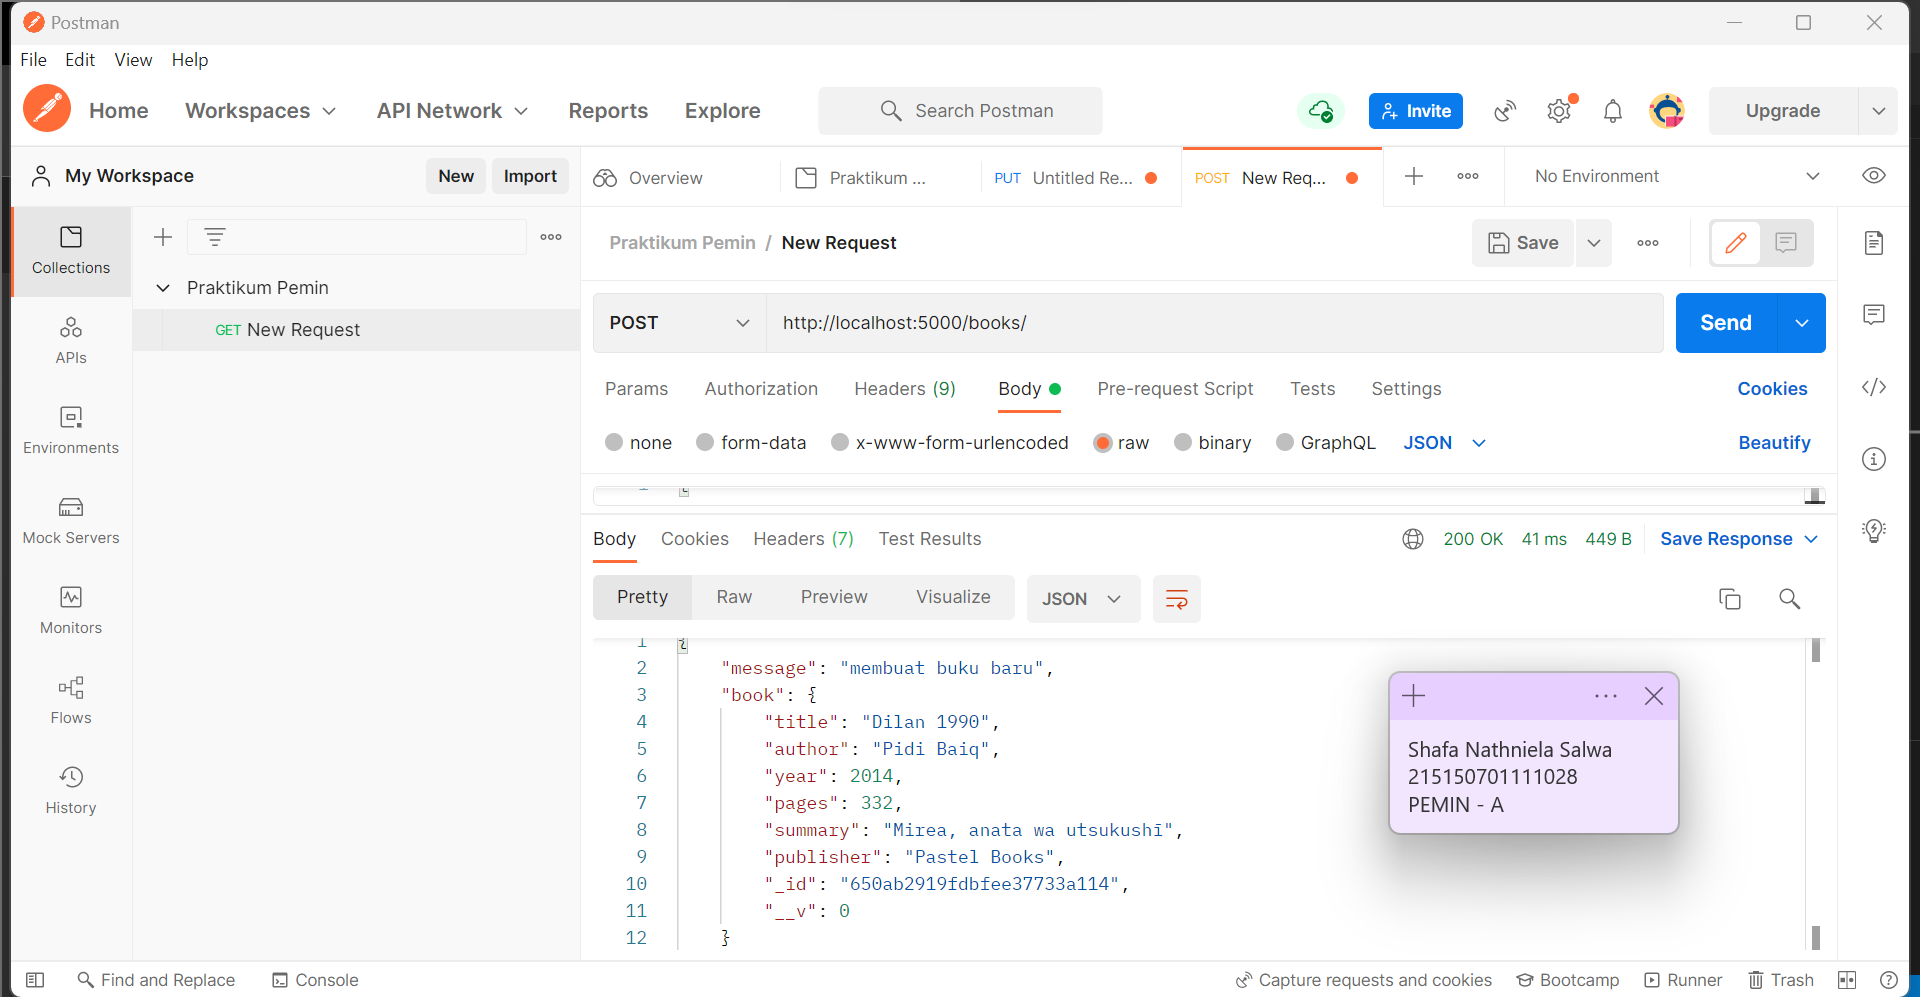 Postman
File Edit View Help
Home Workspaces API Network Reports Explore Search Postman Invite Upgrade
My Workspace New Import
Overview Praktikum ... PUT Untitled Re... POST New Req... No Environment
Collections
APIs
Environments
Mock Servers
Monitors
Flows
History
Praktikum Pemin
GET New Request
Praktikum Pemin / New Request Save
POST http://localhost:5000/books/ Send
Params Authorization Headers (9) Body Pre-request Script Tests Settings Cookies
none form-data x-www-form-urlencoded raw binary GraphQL JSON Beautify
Body Cookies Headers (7) Test Results 200 OK 41 ms 449 B Save Response
Pretty Raw Preview Visualize JSON
1 {
2 "message": "membuat buku baru",
3 "book": {
4 "title": "Dilan 1990",
5 "author": "Pidi Baiq",
6 "year": 2014,
7 "pages": 332,
8 "summary": "Mirea, anata wa utsukushī",
9 "publisher": "Pastel Books",
10 "_id": "650ab2919fdbfee37733a114",
11 "__v": 0
12 }
Shafa Nathniela Salwa
215150701111028
PEMIN - A
Find and Replace Console Capture requests and cookies Bootcamp Runner Trash